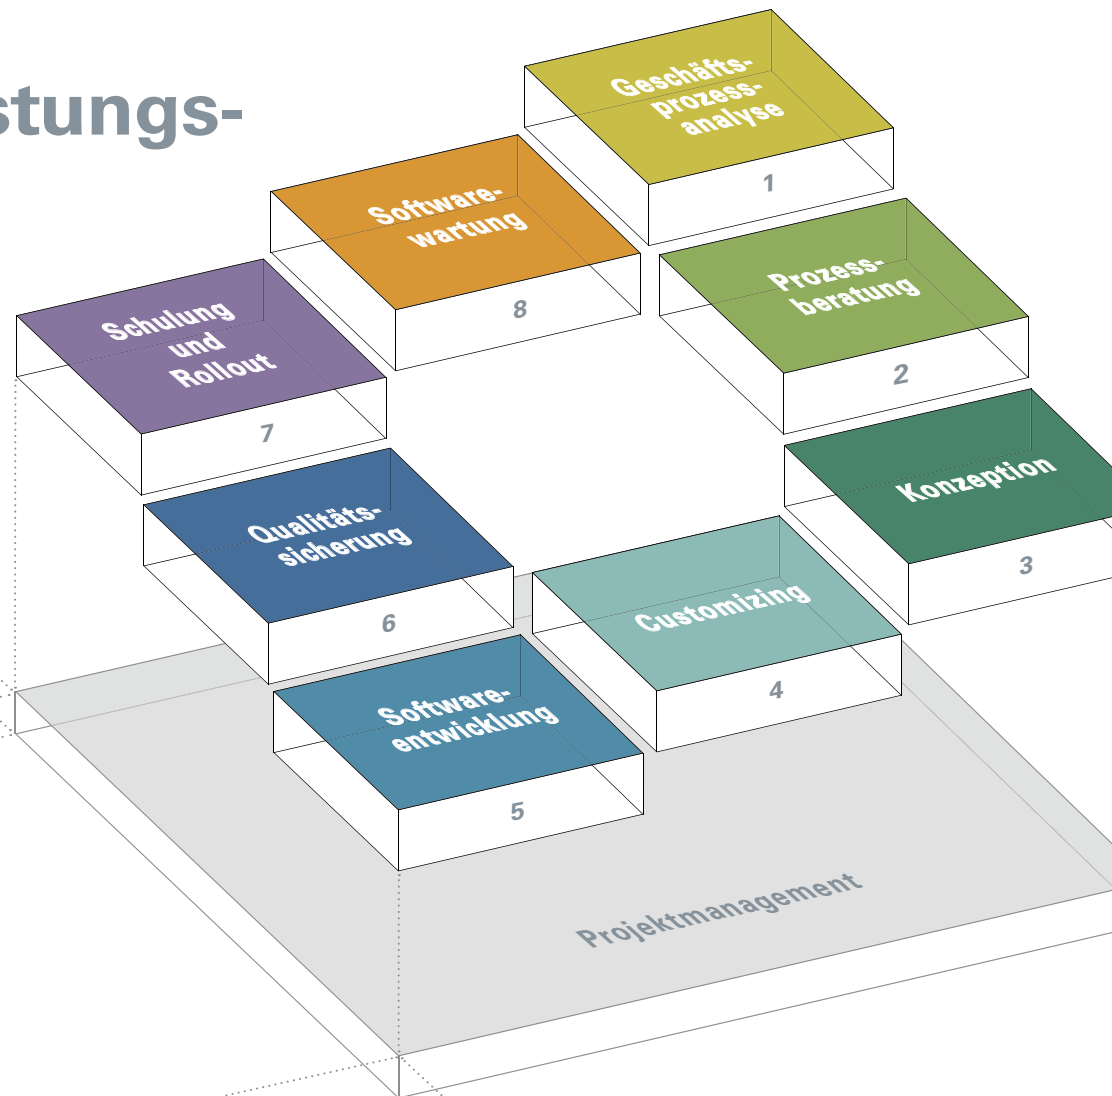 stungs-
Geschäfts-
prozess-
analyse
1
Prozess-
beratung
2
Konzeption
3
Customizing
4
Software-
entwicklung
5
Qualitäts-
sicherung
6
Schulung
und
Rollout
7
Software-
wartung
8
Projektmanagement